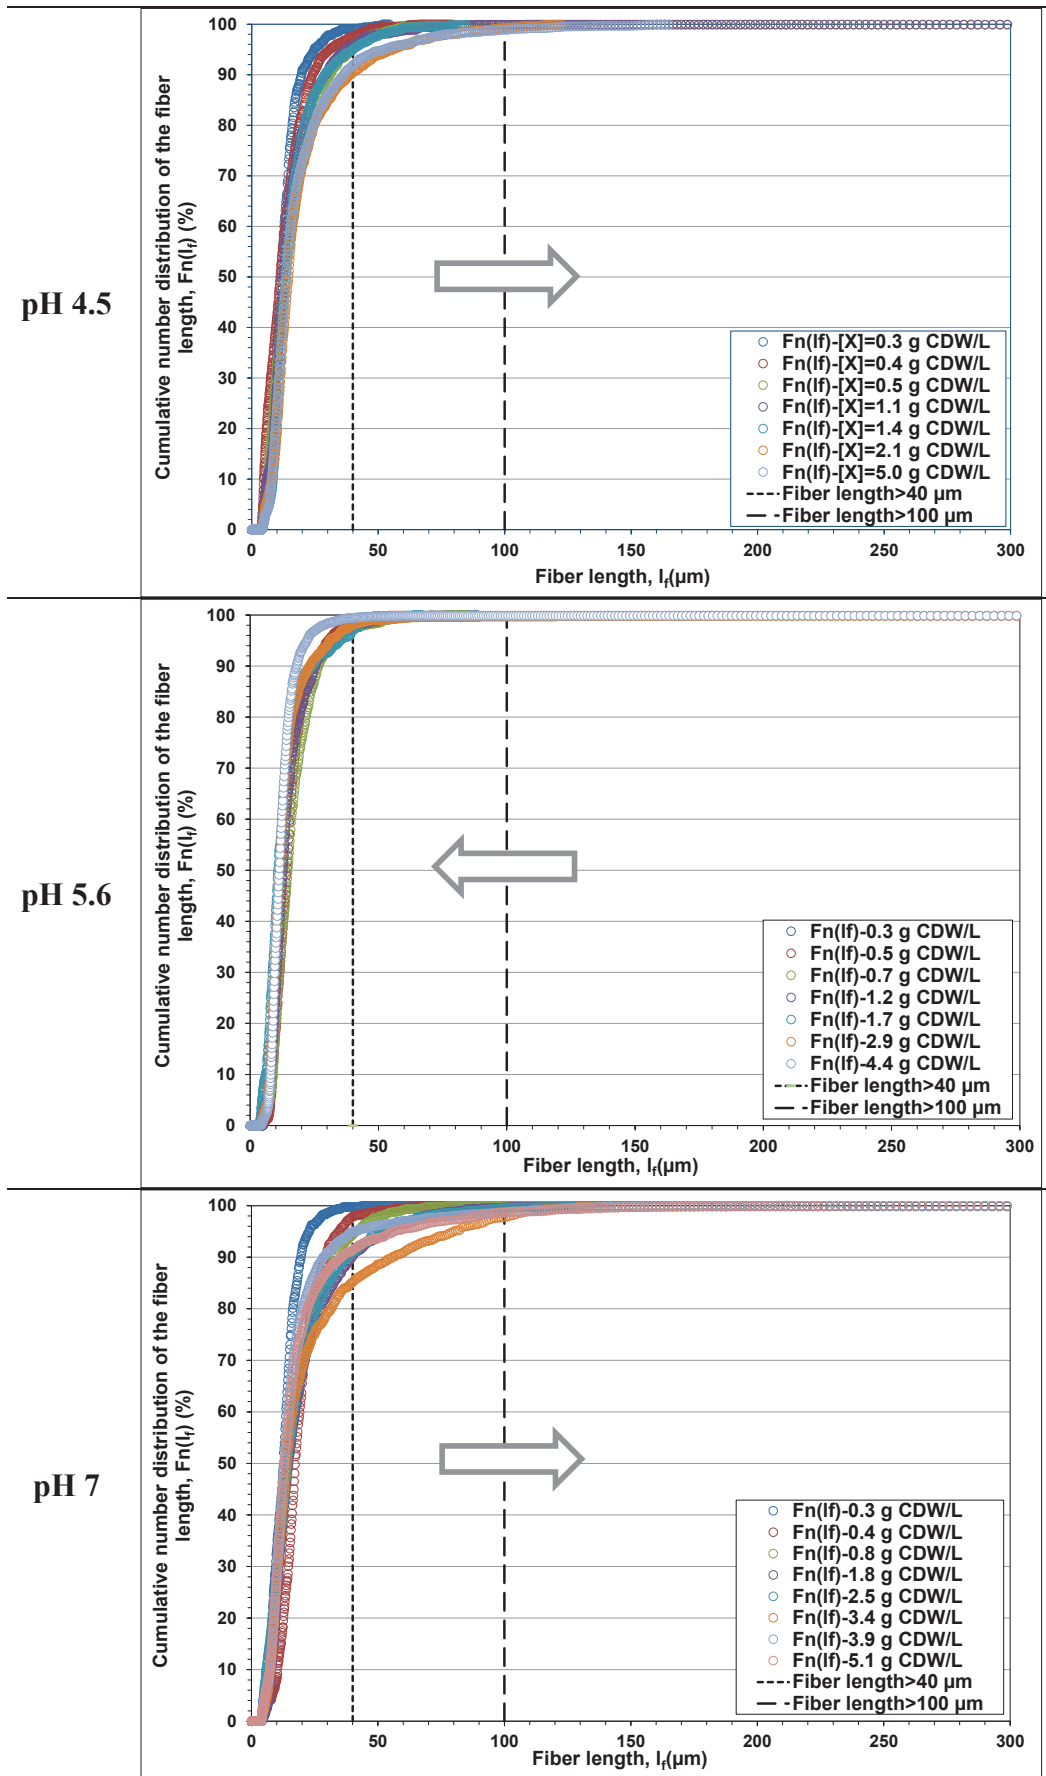 pH 4.5
Cumulative number distribution of the fiber
length, Fn(lf) (%)
100
90
80
70
60
50
40
30
20
10
0
0 50 100 150 200 250 300
Fiber length, lf(µm)
Fn(lf)-[X]=0.3 g CDW/L
Fn(lf)-[X]=0.4 g CDW/L
Fn(lf)-[X]=0.5 g CDW/L
Fn(lf)-[X]=1.1 g CDW/L
Fn(lf)-[X]=1.4 g CDW/L
Fn(lf)-[X]=2.1 g CDW/L
Fn(lf)-[X]=5.0 g CDW/L
Fiber length>40 µm
Fiber length>100 µm
pH 5.6
Cumulative number distribution of the fiber
length, Fn(lf) (%)
100
90
80
70
60
50
40
30
20
10
0
0 50 100 150 200 250 300
Fiber length, lf(µm)
Fn(lf)-0.3 g CDW/L
Fn(lf)-0.5 g CDW/L
Fn(lf)-0.7 g CDW/L
Fn(lf)-1.2 g CDW/L
Fn(lf)-1.7 g CDW/L
Fn(lf)-2.9 g CDW/L
Fn(lf)-4.4 g CDW/L
Fiber length>40 µm
Fiber length>100 µm
pH 7
Cumulative number distribution of the fiber
length, Fn(lf) (%)
100
90
80
70
60
50
40
30
20
10
0
0 50 100 150 200 250 300
Fiber length, lf(µm)
Fn(lf)-0.3 g CDW/L
Fn(lf)-0.4 g CDW/L
Fn(lf)-0.8 g CDW/L
Fn(lf)-1.8 g CDW/L
Fn(lf)-2.5 g CDW/L
Fn(lf)-3.4 g CDW/L
Fn(lf)-3.9 g CDW/L
Fn(lf)-5.1 g CDW/L
Fiber length>40 µm
Fiber length>100 µm